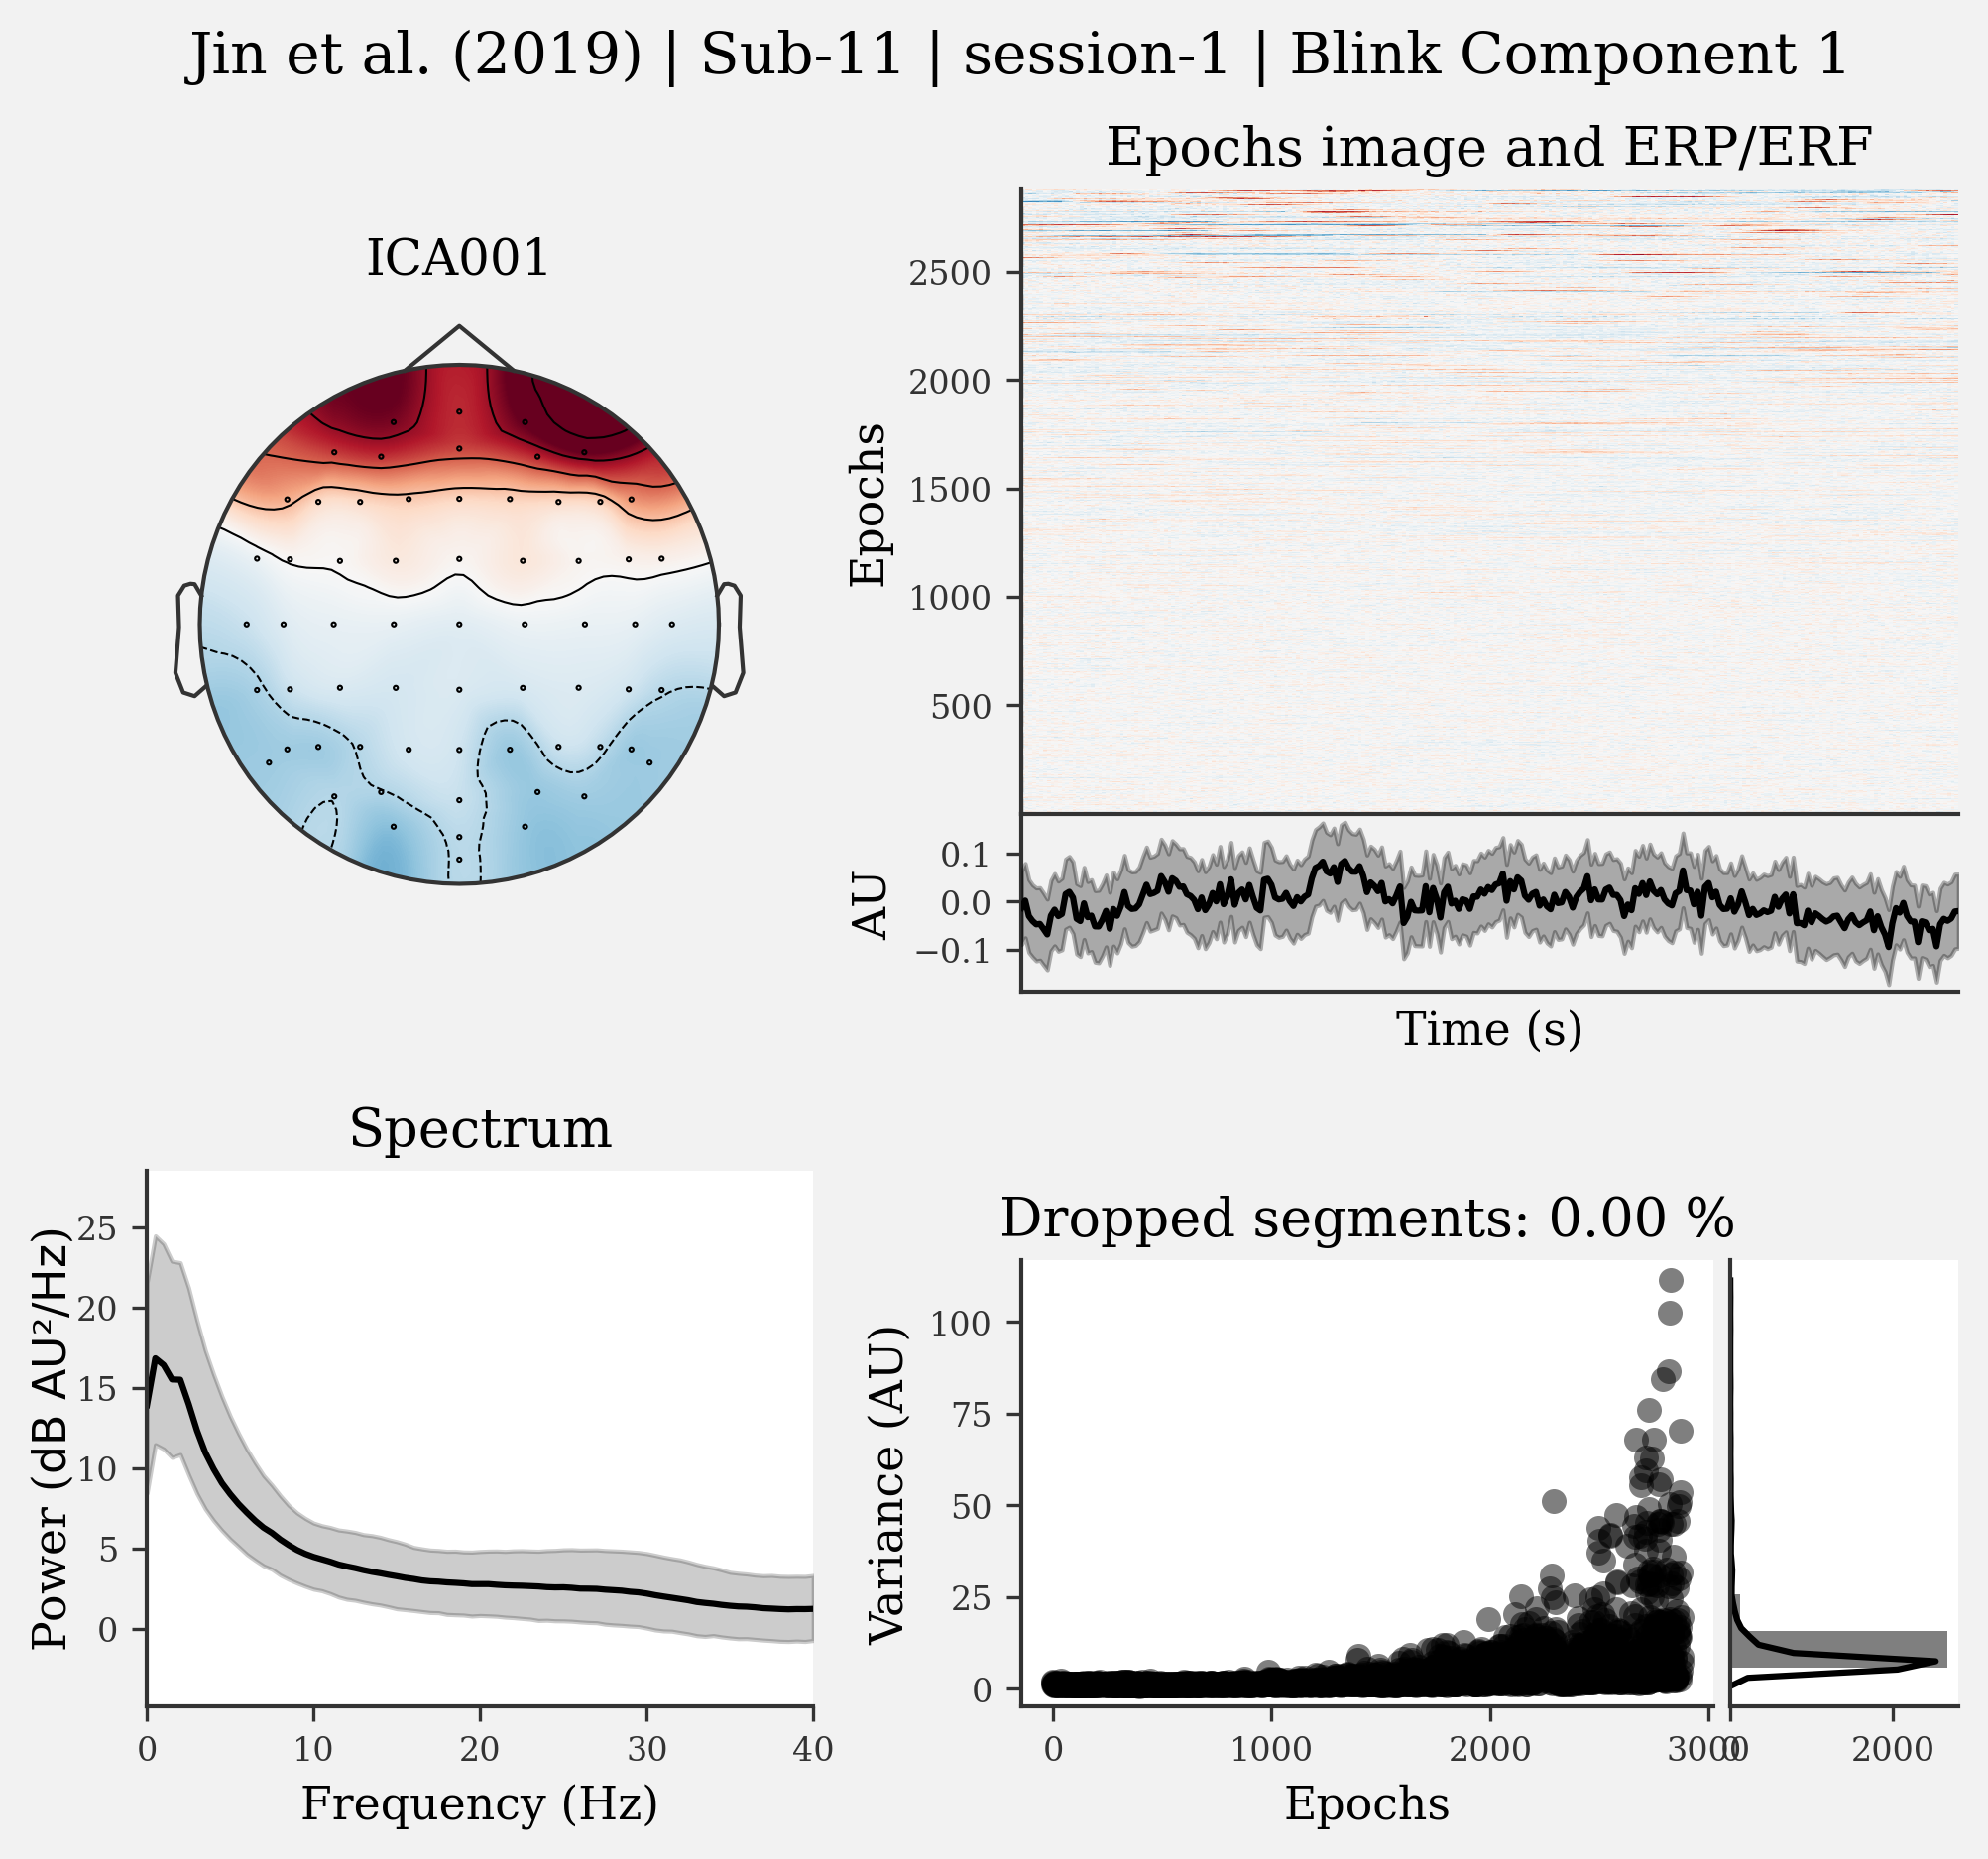 Jin et al. (2019) | Sub-11 | session-1 | Blink Component 1
ICA001
Epochs image and ERP/ERF
Epochs
2500
2000
1500
1000
500
AU
0.1
0.0
−0.1
Time (s)
Spectrum
Power (dB AU²/Hz)
25
20
15
10
5
0
0 10 20 30 40
Frequency (Hz)
Dropped segments: 0.00 %
Variance (AU)
100
75
50
25
0
0 1000 2000 3000
0 2000
Epochs